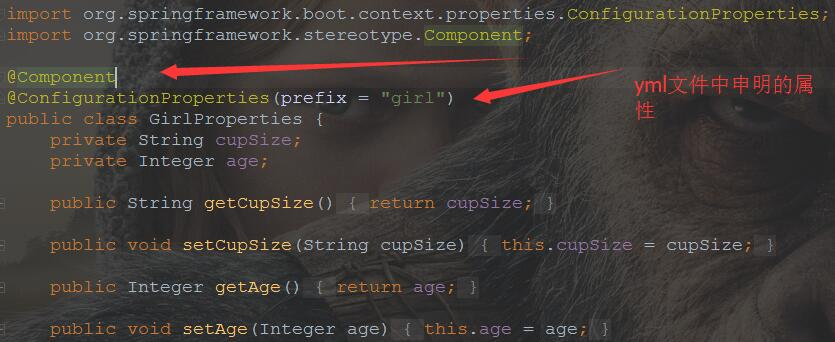 import org.springframework.boot.context.properties.ConfigurationProperties;
import org.springframework.stereotype.Component;
@Component
@ConfigurationProperties(prefix = "girl")
yml文件中申明的属
性
public class GirlProperties {
private String cupSize;
private Integer age;
public String getCupSize() { return cupSize; }
public void setCupSize(String cupSize) { this.cupSize = cupSize; }
public Integer getAge() { return age; }
public void setAge(Integer age) { this.age = age; }